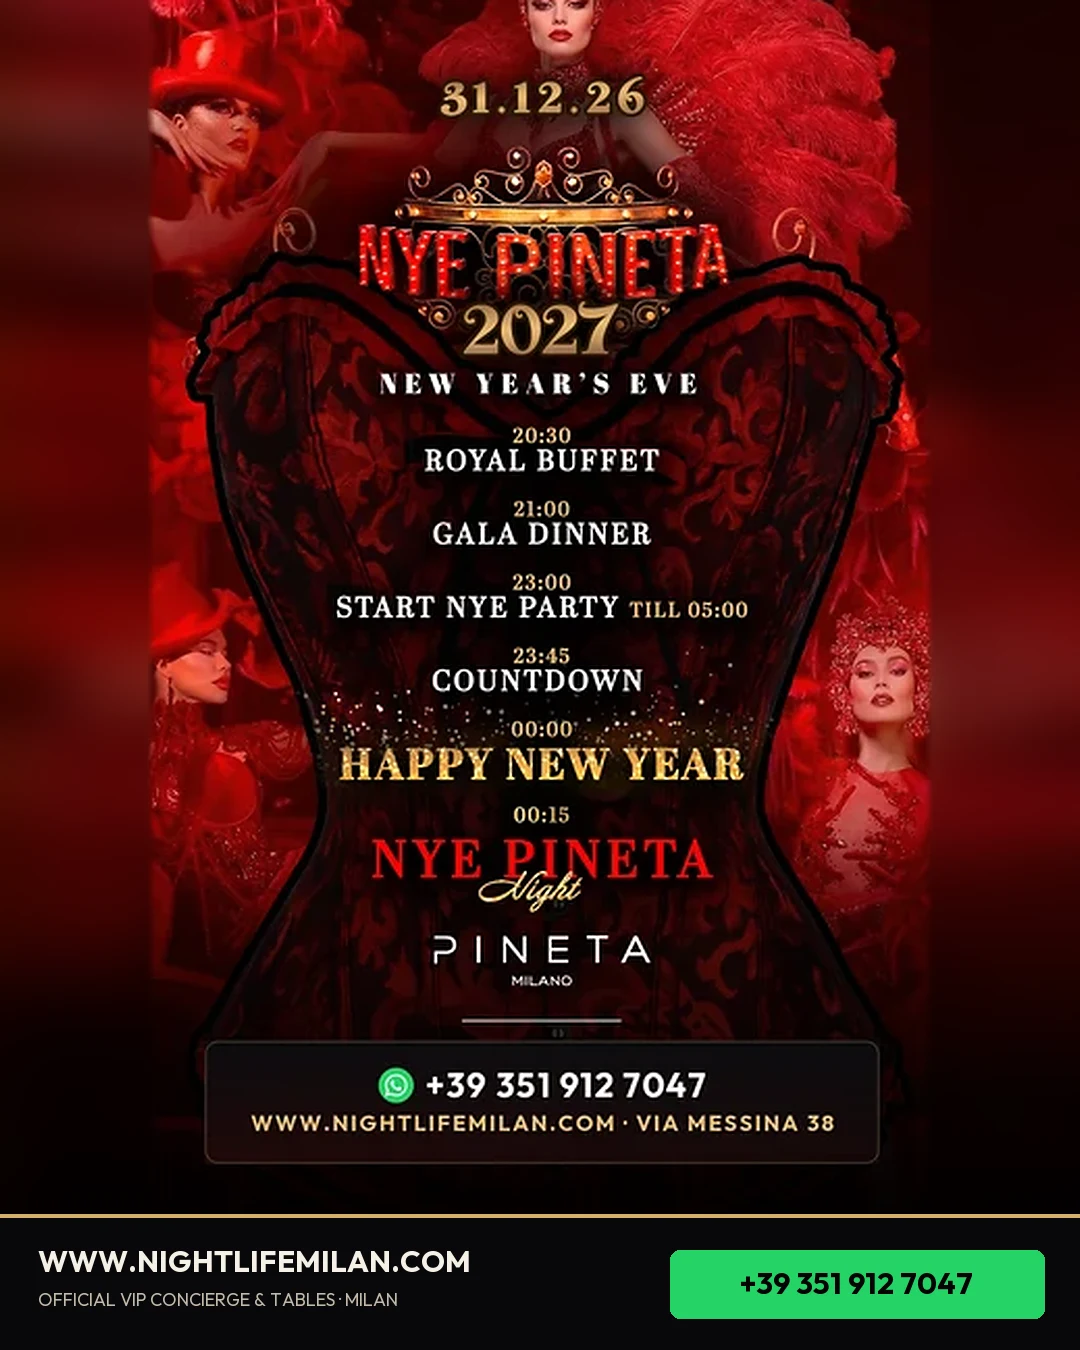 31.12.26
NYE PINETA
2027
NEW YEAR'S EVE
20:30
ROYAL BUFFET
21:00
GALA DINNER
23:00
START NYE PARTY TILL 05:00
23:45
COUNTDOWN
00:00
HAPPY NEW YEAR
00:15
NYE PINETA
Night
PINETA
MILANO
+39 351 912 7047
WWW.NIGHTLIFEMILAN.COM · VIA MESSINA 38
WWW.NIGHTLIFEMILAN.COM
OFFICIAL VIP CONCIERGE & TABLES · MILAN
+39 351 912 7047